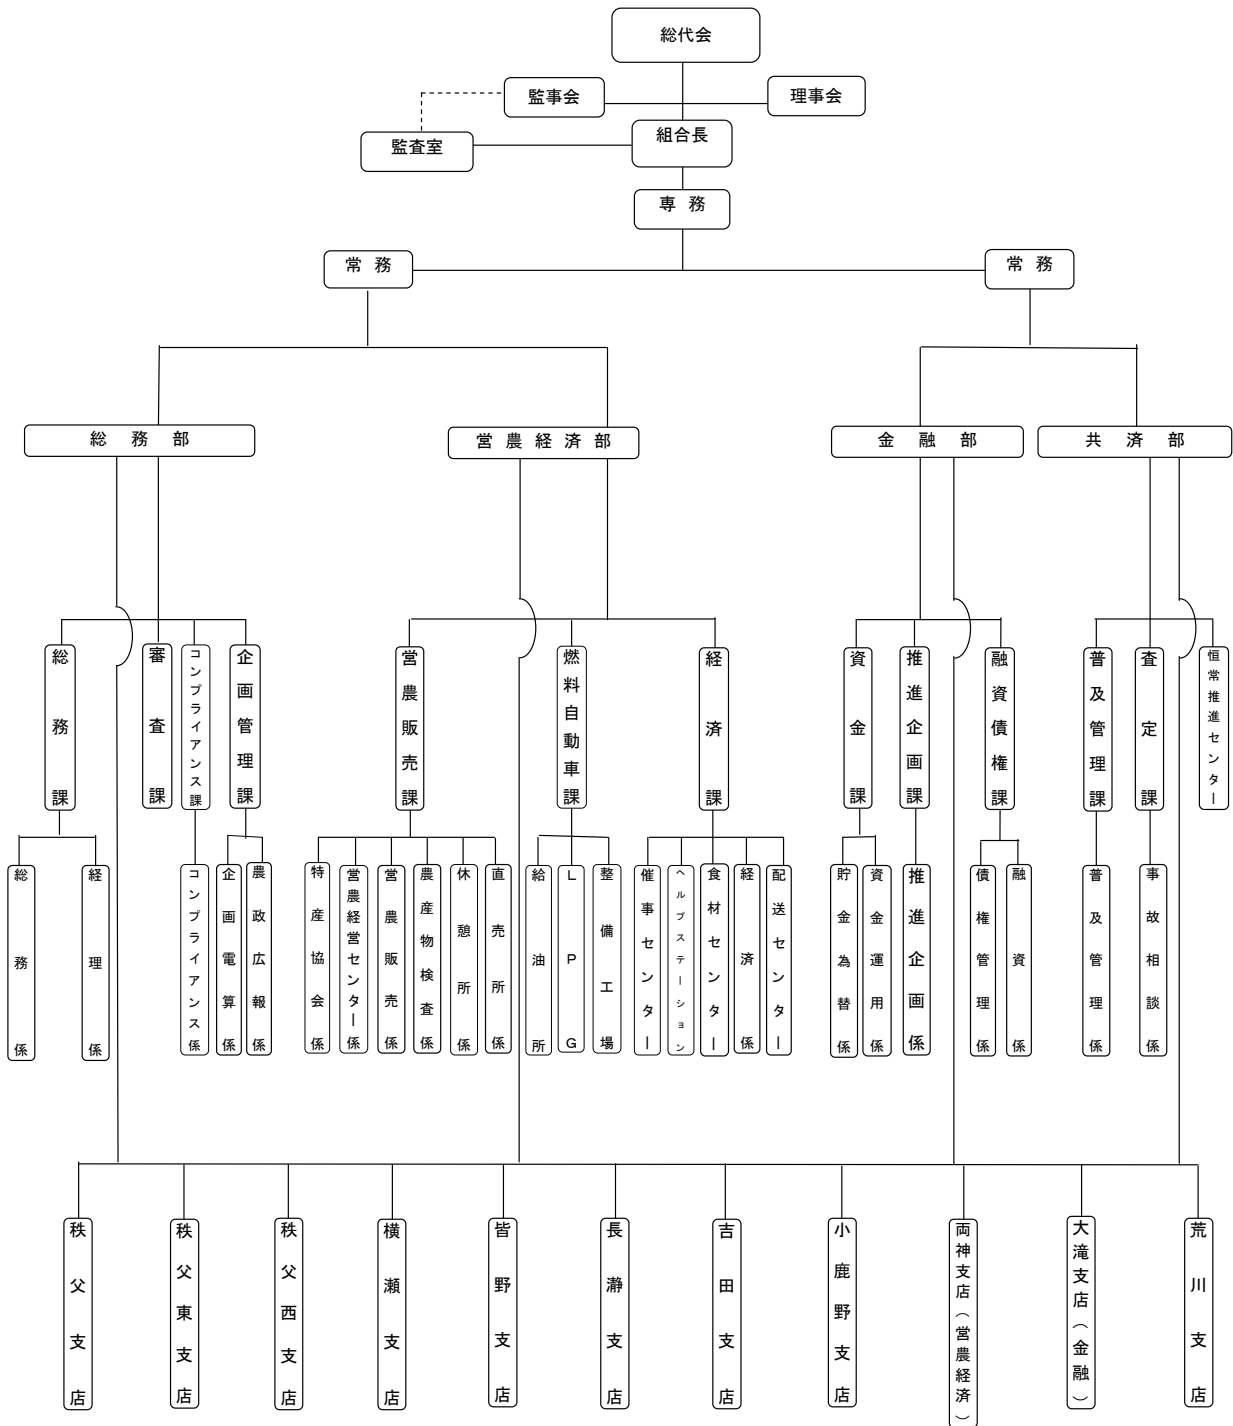 総代会
監事会
理事会
監査室
組合長
専務
常務
常務
総務部
営農経済部
金融部
共済部
総務課
審査課
コンプライアンス課
企画管理課
営農販売課
燃料自動車課
経済課
資金課
推進企画課
融資債権課
普及管理課
査定課
恒常推進センター
総務係
経理係
コンプライアンス係
企画電算係
農政広報係
特産協会係
営農経営センター係
営農販売係
農産物検査係
休憩所係
直売所係
給油所
LPG
整備工場
催事センター
ヘルプステーション
食材センター
経済係
配送センター
貯金為替係
資金運用係
推進企画係
債権管理係
融資係
普及管理係
事故相談係
秩父支店
秩父東支店
秩父西支店
横瀬支店
皆野支店
長瀞支店
吉田支店
小鹿野支店
両神支店(営農経済)
大滝支店(金融)
荒川支店